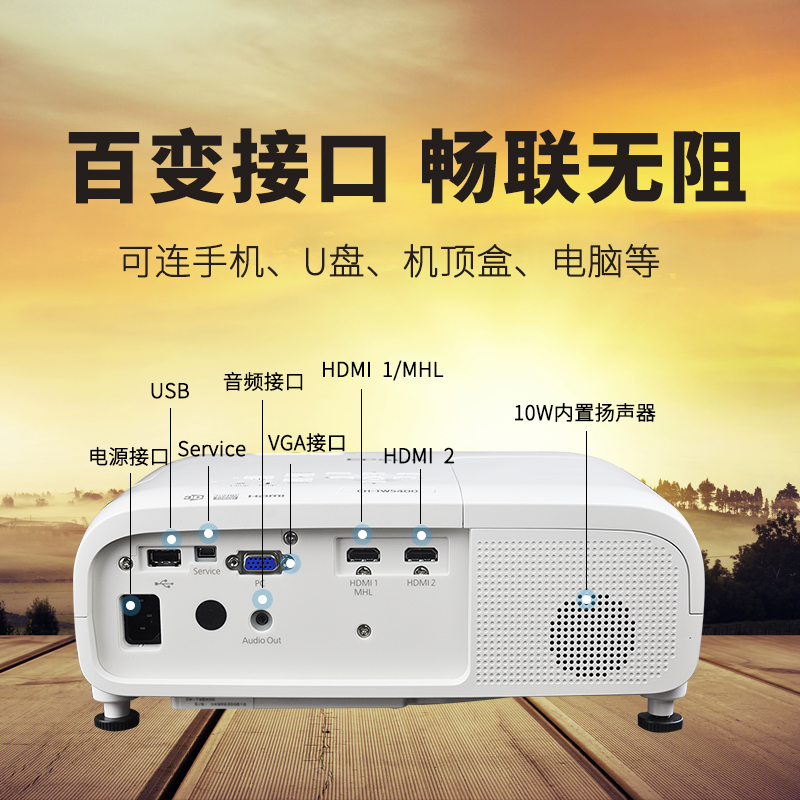 百变接口 畅联无阻
可连手机、U盘、机顶盒、电脑等
HDMI 1/MHL
音频接口
USB
10W内置扬声器
VGA接口
电源接口
Service
HDMI 2
CH-TW5400
HDMI
Service
PC
HDMI 1
MHL
HDMI 2
Audio Out